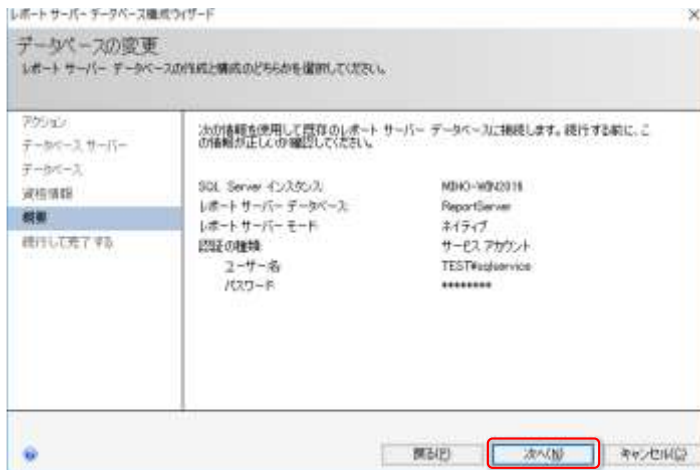 レポート サーバー データベース構成ウィザード
データベースの変更
レポート サーバー データベースの作成と構成のどちらかを選択してください。
アクション
データベース サーバー
データベース
資格情報
概要
続行して完了する
次の情報を使用して既存のレポート サーバー データベースに接続します。続行する前に、こ
の情報が正しいか確認してください。
SQL Server インスタンス: MIHO-WIN2016
レポート サーバー データベース: ReportServer
レポート サーバー モード: ネイティブ
認証の種類: サービス アカウント
ユーザー名: TEST¥sqlservice
パスワード: ********
戻る(P) 次へ(N) キャンセル(C)